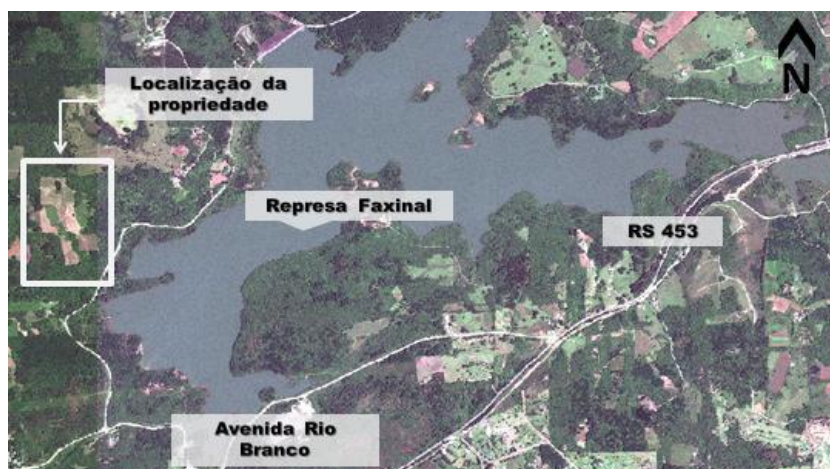 N
Localização da
propriedade
Represa Faxinal
RS 453
Avenida Rio
Branco